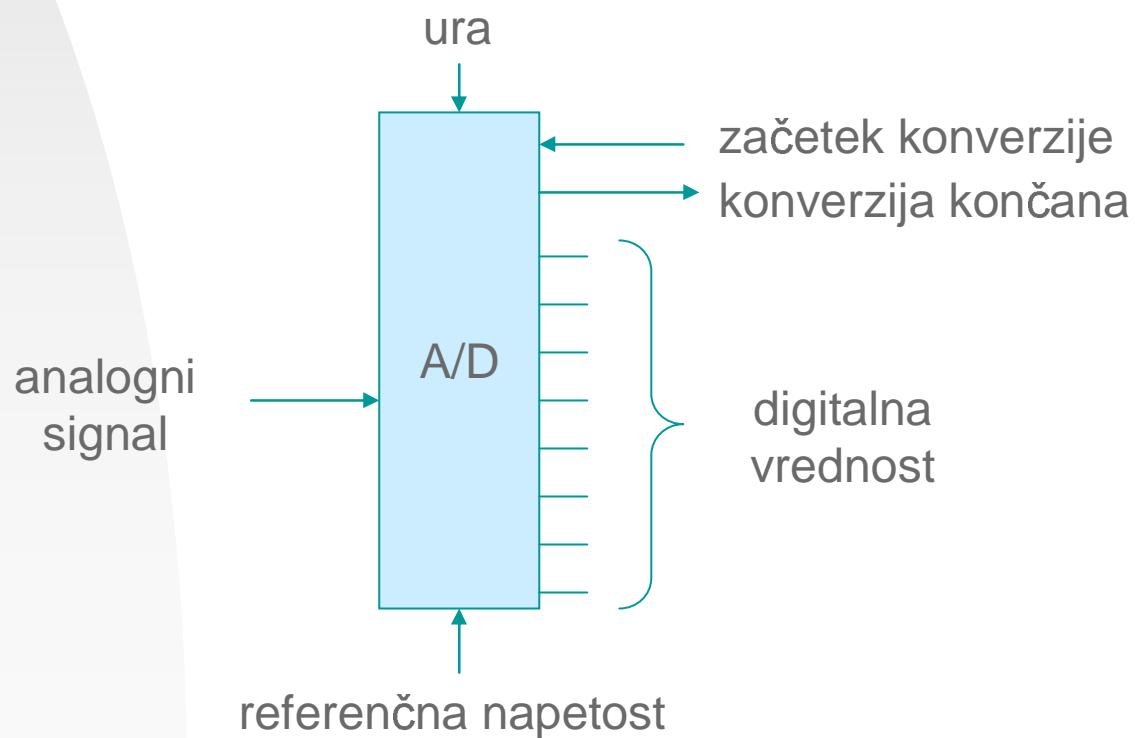 ura
začetek konverzije
konverzija končana
A/D
analogni
signal
digitalna
vrednost
referenčna napetost